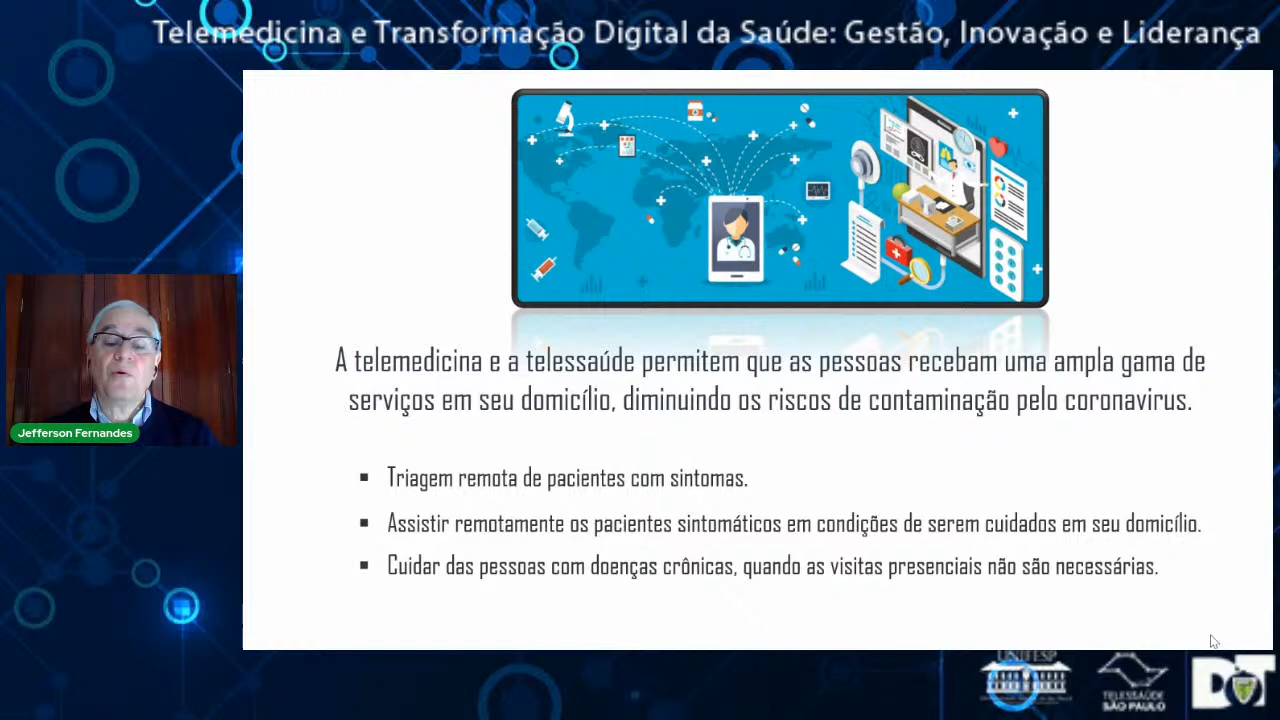 Telemedicina e Transformação Digital da Saúde: Gestão, Inovação e Liderança
A telemedicina e a telessaúde permitem que as pessoas recebam uma ampla gama de
serviços em seu domicílio, diminuindo os riscos de contaminação pelo coronavirus.
▪ Triagem remota de pacientes com sintomas.
▪ Assistir remotamente os pacientes sintomáticos em condições de serem cuidados em seu domicílio.
▪ Cuidar das pessoas com doenças crônicas, quando as visitas presenciais não são necessárias.
Jefferson Fernandes
UNIFESP
TELESSAÚDE
SÃO PAULO